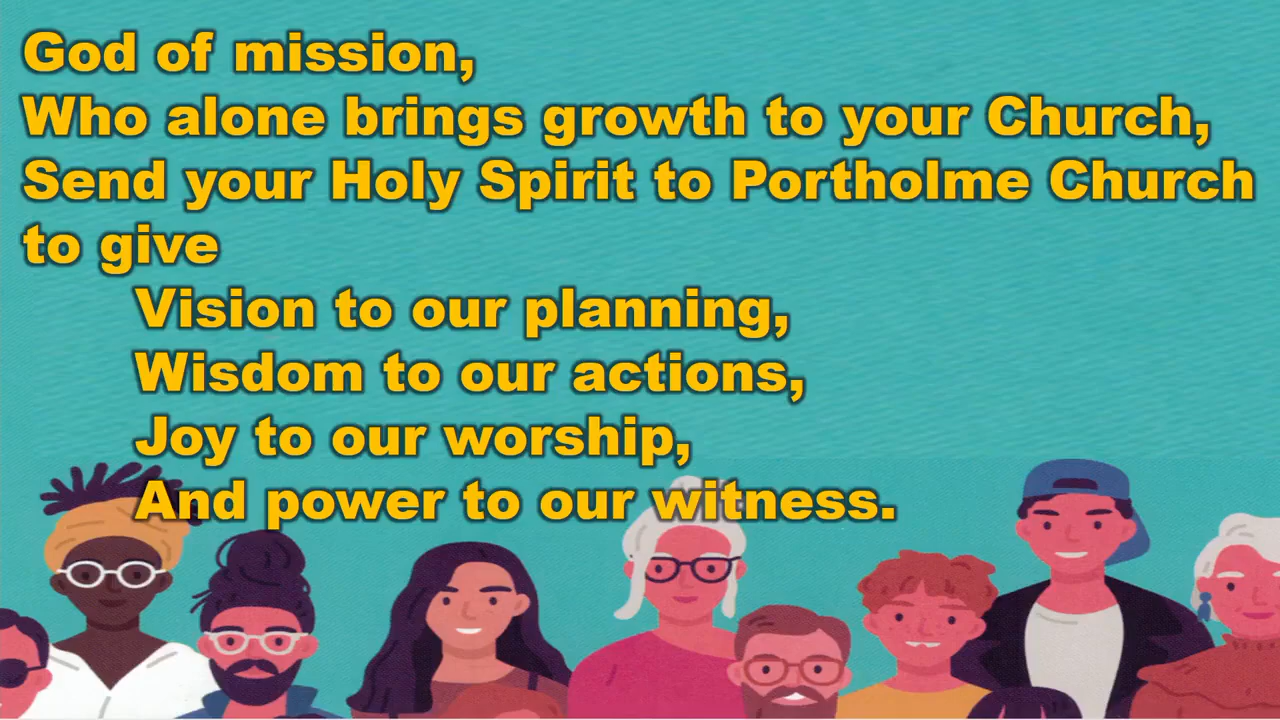 God of mission,
Who alone brings growth to your Church,
Send your Holy Spirit to Portholme Church
to give
Vision to our planning,
Wisdom to our actions,
Joy to our worship,
And power to our witness.